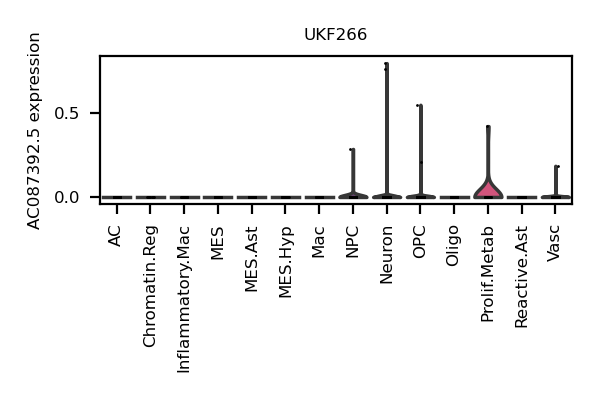 UKF266
AC087392.5 expression
0.5
0.0
AC
Chromatin.Reg
Inflammatory.Mac
MES
MES.Ast
MES.Hyp
Mac
NPC
Neuron
OPC
Oligo
Prolif.Metab
Reactive.Ast
Vasc